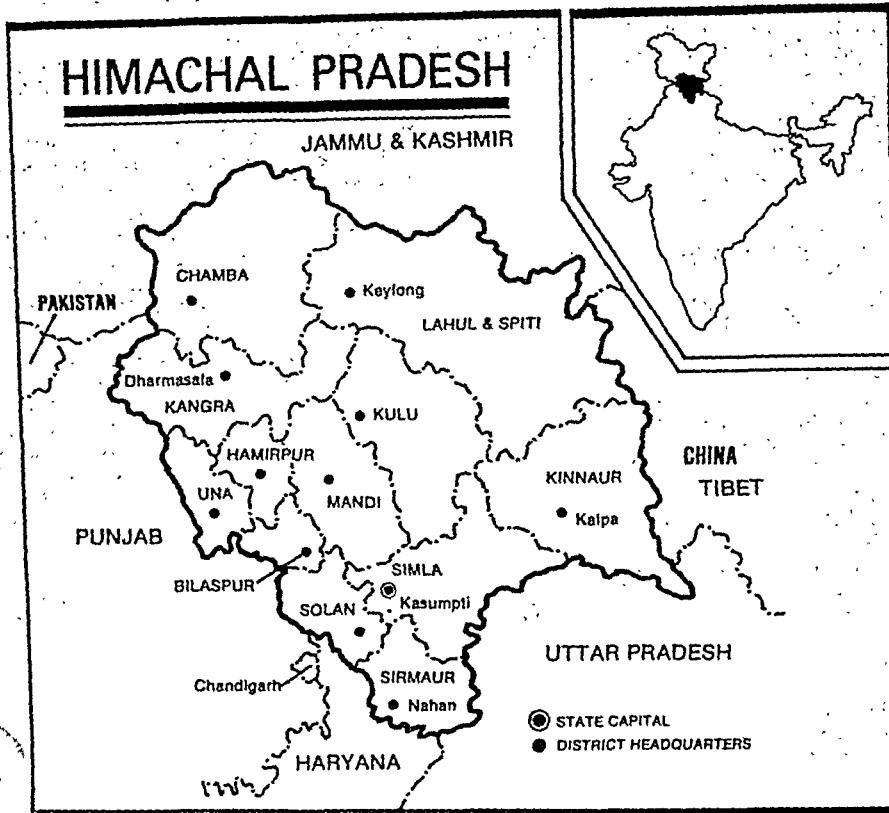 HIMACHAL PRADESH
JAMMU & KASHMIR
CHAMBA
Keylong
PAKISTAN
LAHUL & SPITI
Dharmasala
KANGRA
KULU
HAMIRPUR
CHINA
KINNAUR
TIBET
UNA
MANDI
Kalpa
PUNJAB
BILASPUR
SIMLA
Kasumpti
SOLAN
UTTAR PRADESH
SIRMAUR
Chandigarh
Nahan
STATE CAPITAL
DISTRICT HEADQUARTERS
HARYANA